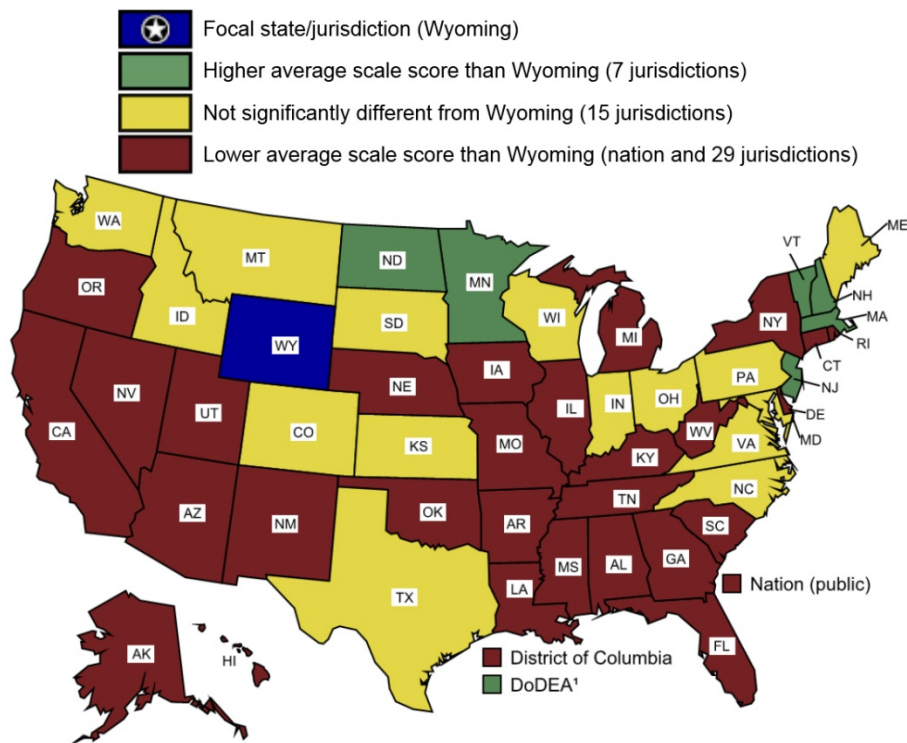 Focal state/jurisdiction (Wyoming)
Higher average scale score than Wyoming (7 jurisdictions)
Not significantly different from Wyoming (15 jurisdictions)
Lower average scale score than Wyoming (nation and 29 jurisdictions)
WA
ME
VT
MT
ND
MN
OR
NH
ID
SD
WI
NY
MA
WY
MI
RI
CT
IA
PA
NE
NJ
NV
IL
IN
OH
UT
DE
CA
CO
WV
MD
KS
MO
VA
KY
NC
TN
AZ
NM
OK
AR
SC
MS
AL
GA
Nation (public)
LA
TX
FL
AK
HI
District of Columbia
DoDEA¹